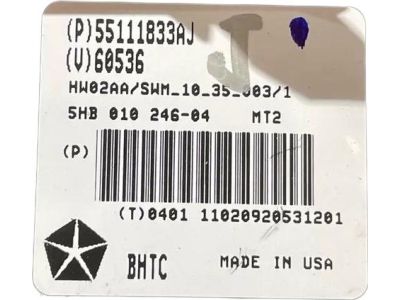 (P)55111833AJ
(V)60536
J
HW02AA/SWM_10_35_003/1
5HB 010 246-04 MT2
(P)
(T)0401 11020920531201
BHTC MADE IN USA